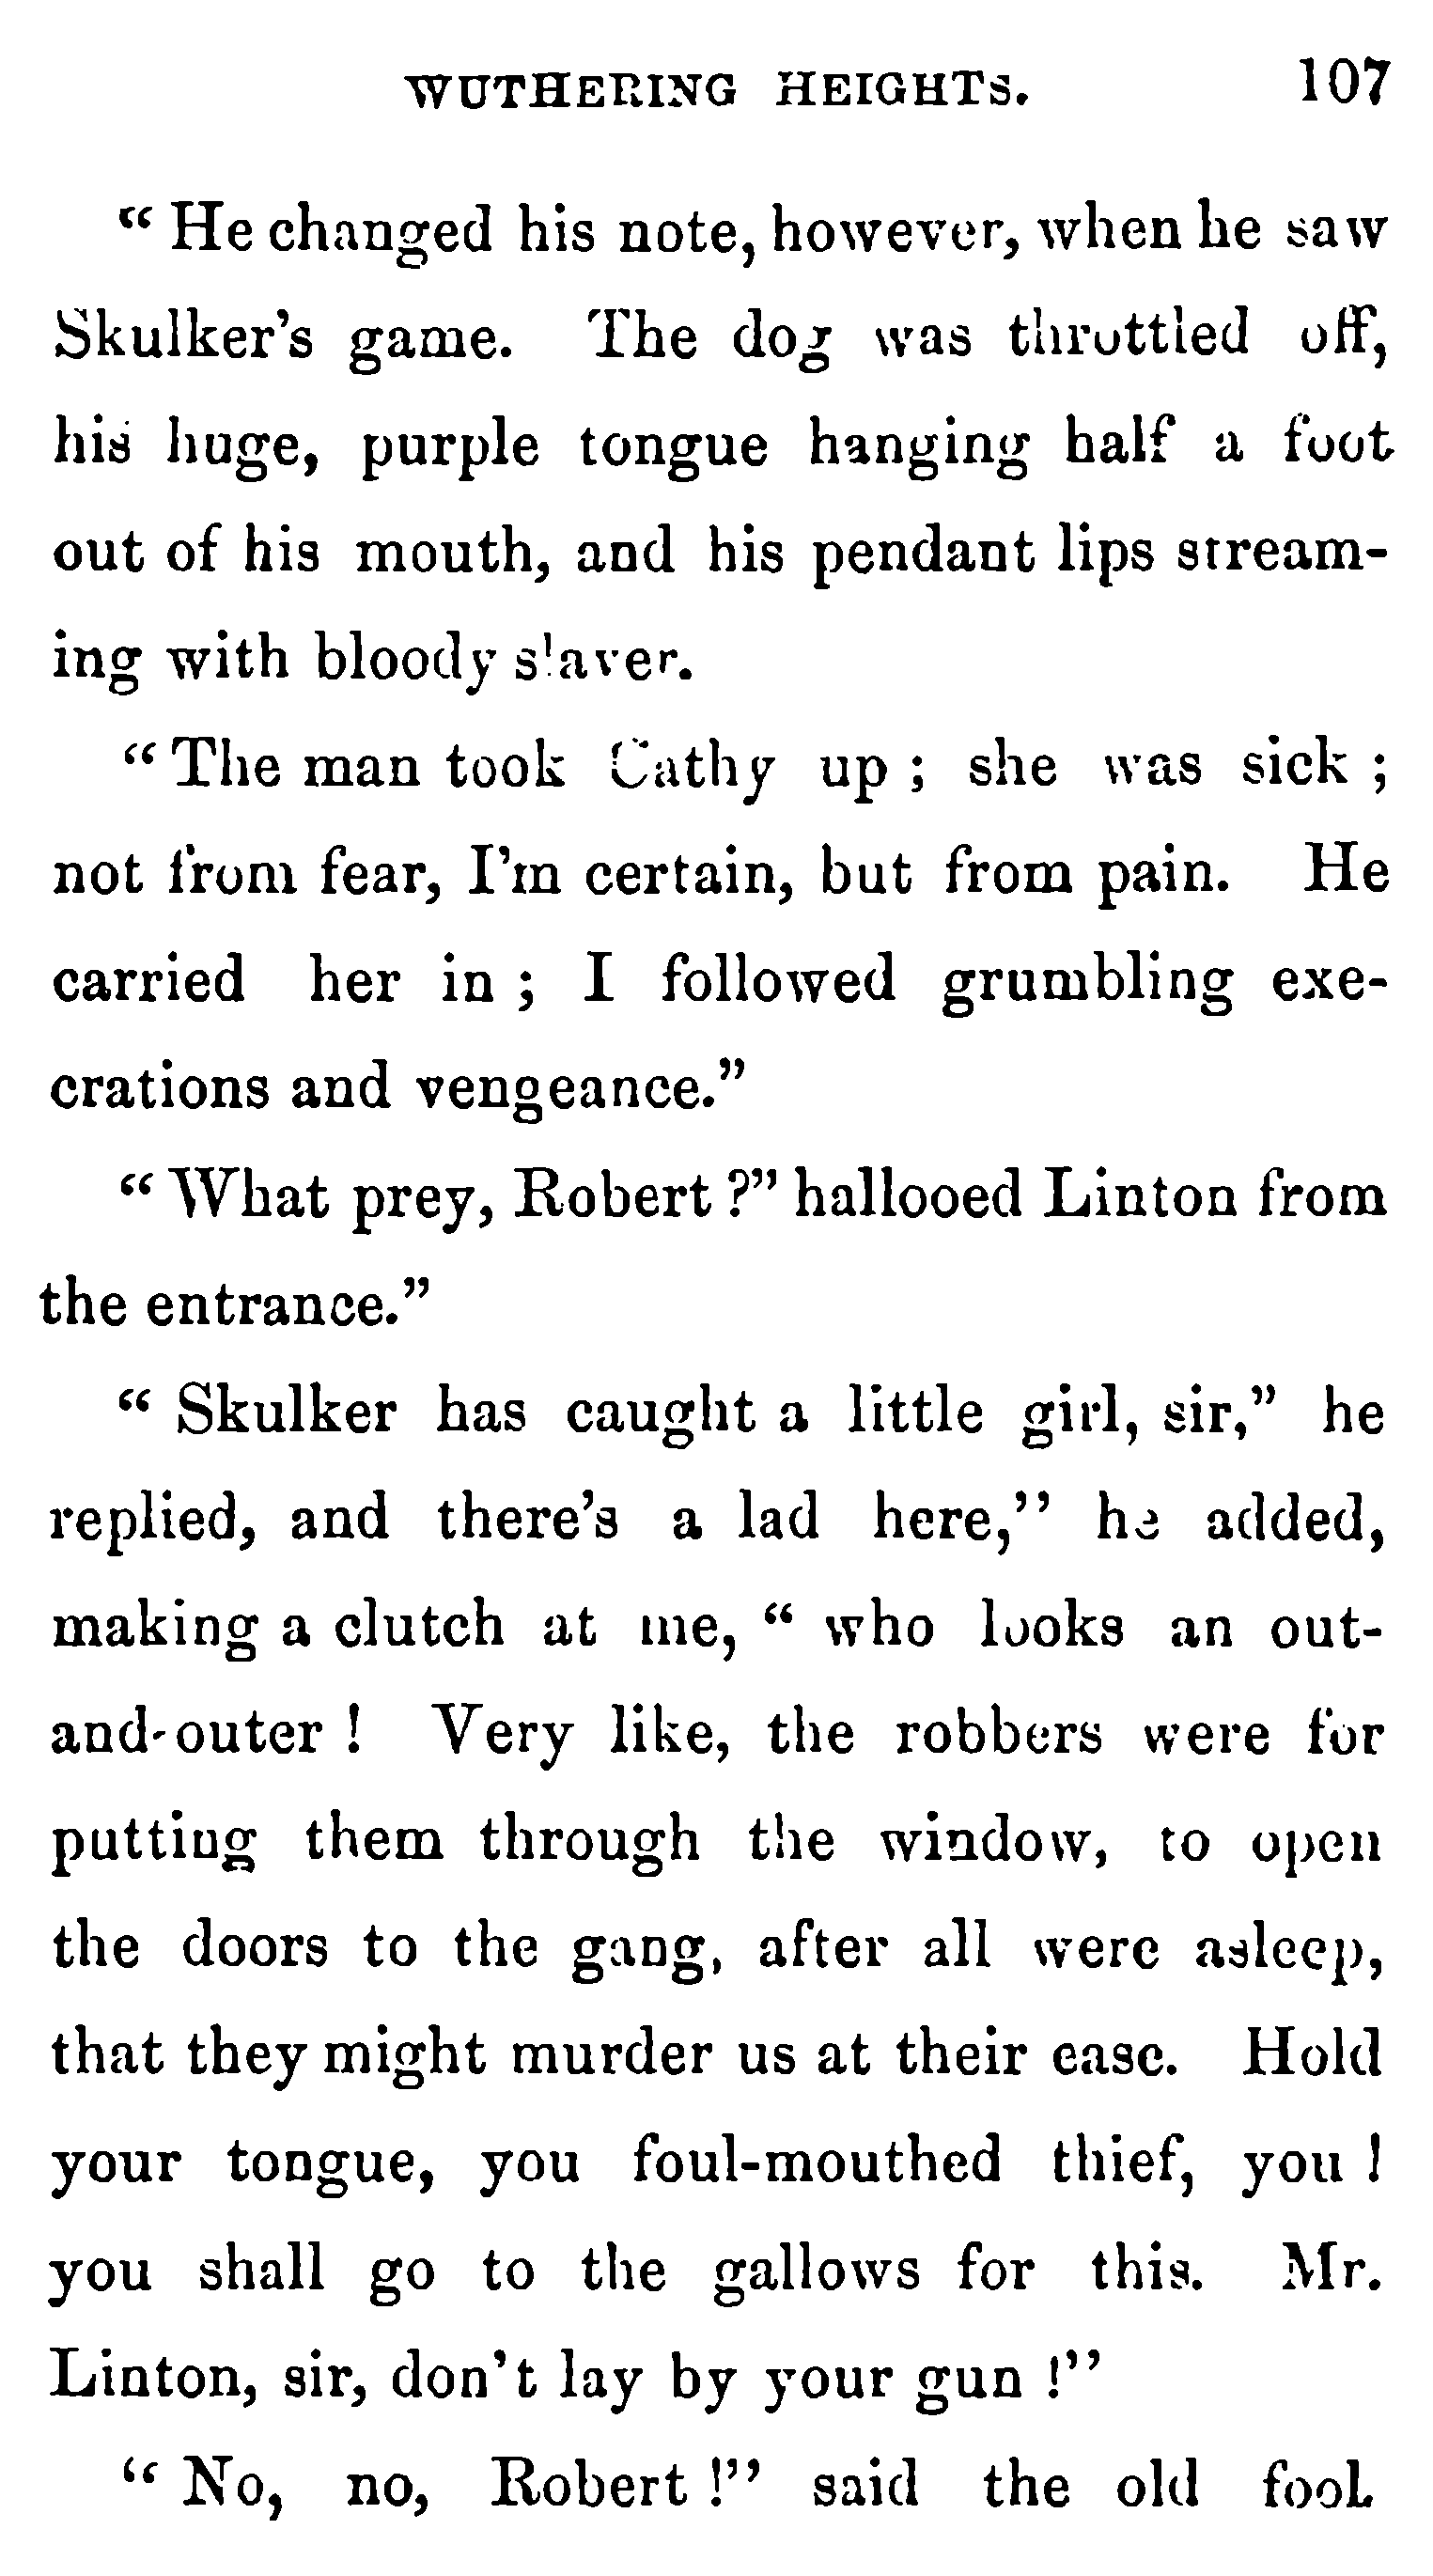 WUTHERING HEIGHTS. 107
“ He changed his note, however, when he saw
Skulker’s game. The dog was throttled off,
his huge, purple tongue hanging half a foot
out of his mouth, and his pendant lips stream-
ing with bloody slaver.
“ The man took Cathy up ; she was sick ;
not from fear, I’m certain, but from pain. He
carried her in ; I followed grumbling exe-
crations and vengeance.”
“ What prey, Robert ?” hallooed Linton from
the entrance.”
“ Skulker has caught a little girl, sir,” he
replied, and there’s a lad here,’’ he added,
making a clutch at me, “ who looks an out-
and-outer ! Very like, the robbers were for
putting them through the window, to open
the doors to the gang, after all were asleep,
that they might murder us at their ease. Hold
your tongue, you foul-mouthed thief, you !
you shall go to the gallows for this. Mr.
Linton, sir, don’t lay by your gun !’’
“ No, no, Robert !’’ said the old fool.